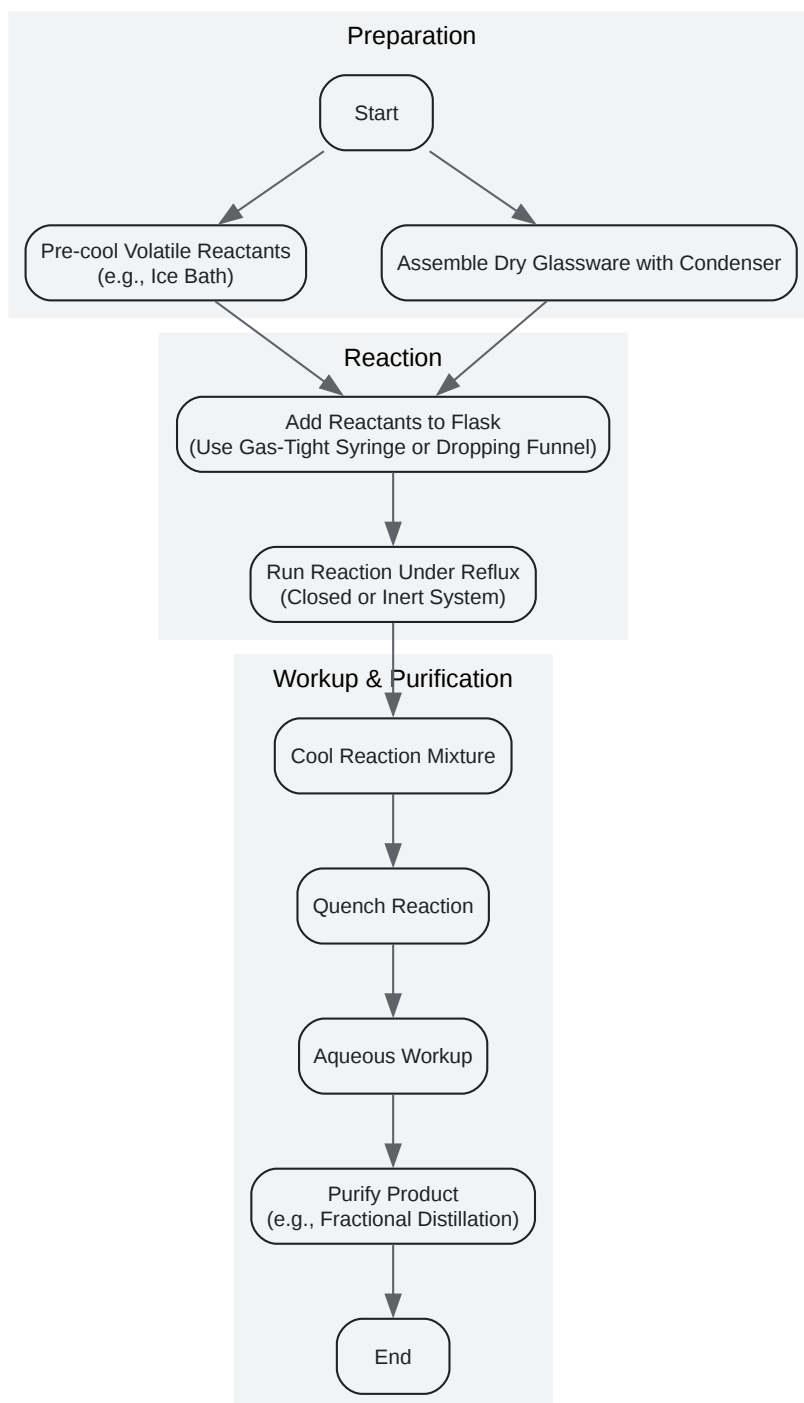 Preparation
Start
Pre-cool Volatile Reactants
(e.g., Ice Bath)
Assemble Dry Glassware with Condenser
Reaction
Add Reactants to Flask
(Use Gas-Tight Syringe or Dropping Funnel)
Run Reaction Under Reflux
(Closed or Inert System)
Workup & Purification
Cool Reaction Mixture
Quench Reaction
Aqueous Workup
Purify Product
(e.g., Fractional Distillation)
End